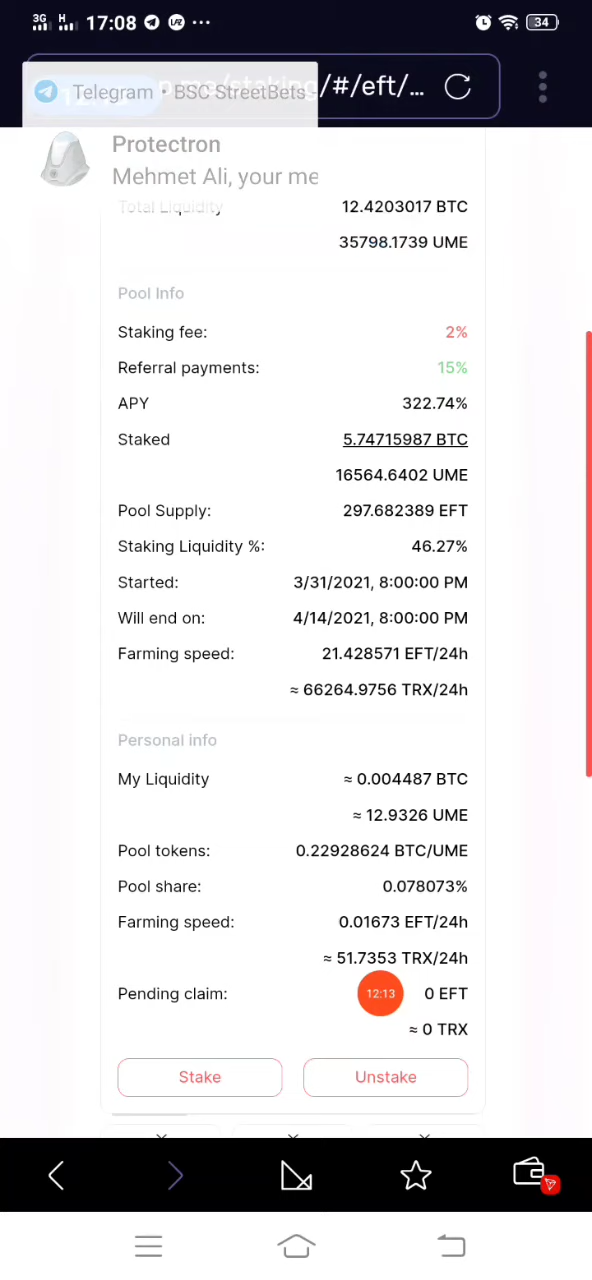 3G H 17:08 ... 34
/#/eft/...
Telegram • BSC StreetBets
Protectron
Mehmet Ali, your me
Total Liquidity 12.4203017 BTC
35798.1739 UME
Pool Info
Staking fee: 2%
Referral payments: 15%
APY 322.74%
Staked 5.74715987 BTC
16564.6402 UME
Pool Supply: 297.682389 EFT
Staking Liquidity %: 46.27%
Started: 3/31/2021, 8:00:00 PM
Will end on: 4/14/2021, 8:00:00 PM
Farming speed: 21.428571 EFT/24h
≈ 66264.9756 TRX/24h
Personal info
My Liquidity ≈ 0.004487 BTC
≈ 12.9326 UME
Pool tokens: 0.22928624 BTC/UME
Pool share: 0.078073%
Farming speed: 0.01673 EFT/24h
≈ 51.7353 TRX/24h
Pending claim: 12:13 0 EFT
≈ 0 TRX
Stake Unstake